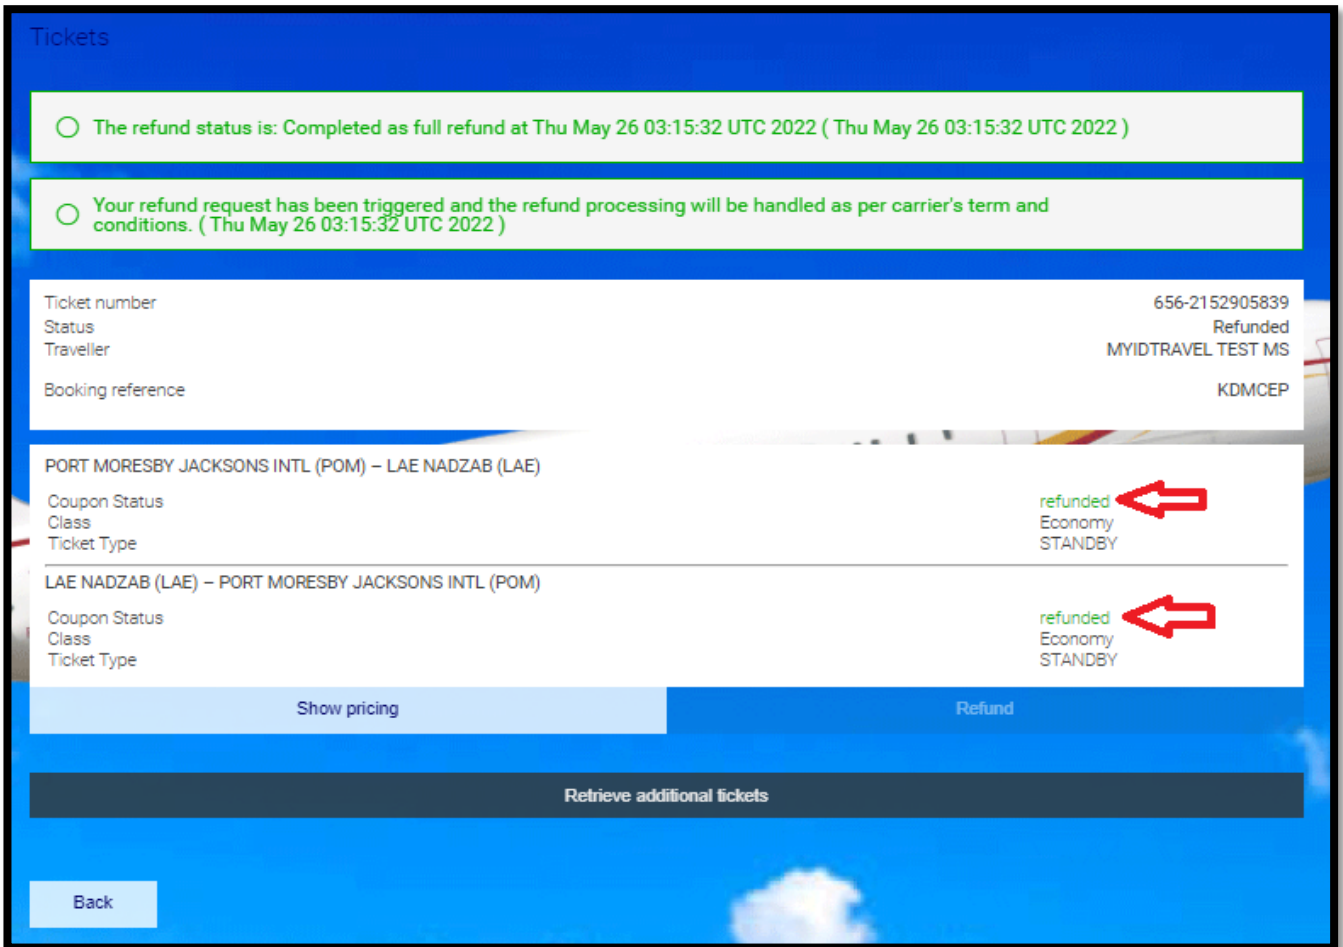 Tickets
The refund status is: Completed as full refund at Thu May 26 03:15:32 UTC 2022 ( Thu May 26 03:15:32 UTC 2022 )
Your refund request has been triggered and the refund processing will be handled as per carrier's term and
conditions. ( Thu May 26 03:15:32 UTC 2022 )
Ticket number 656-2152905839
Status Refunded
Traveller MYIDTRAVEL TEST MS
Booking reference KDMCEP
PORT MORESBY JACKSONS INTL (POM) – LAE NADZAB (LAE)
Coupon Status refunded
Class Economy
Ticket Type STANDBY
LAE NADZAB (LAE) – PORT MORESBY JACKSONS INTL (POM)
Coupon Status refunded
Class Economy
Ticket Type STANDBY
Show pricing Refund
Retrieve additional tickets
Back